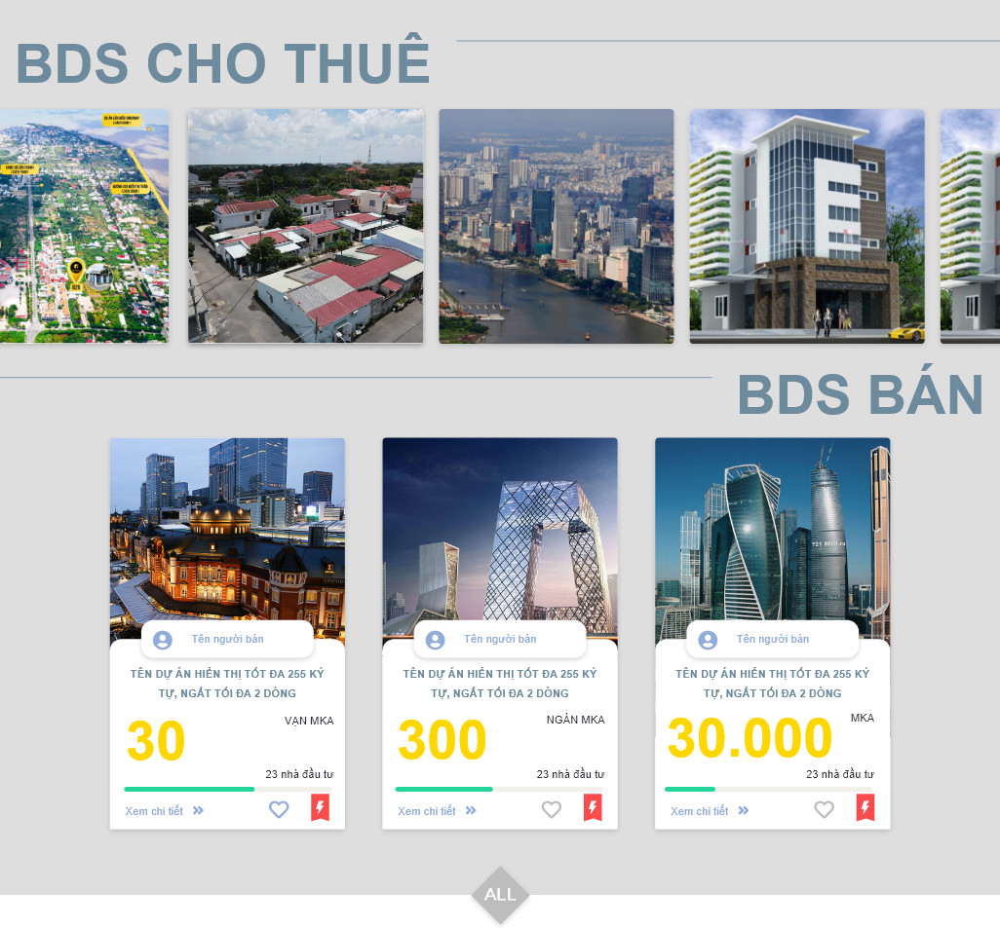 BDS CHO THUÊ
BDS BÁN
Tên người bán
TÊN DỰ ÁN HIỂN THỊ TỐT ĐA 255 KÝ
TỰ, NGẮT TỐI ĐA 2 DÒNG
30
VẠN MKA
23 nhà đầu tư
Xem chi tiết
Tên người bán
TÊN DỰ ÁN HIỂN THỊ TỐT ĐA 255 KÝ
TỰ, NGẮT TỐI ĐA 2 DÒNG
300
NGÀN MKA
23 nhà đầu tư
Xem chi tiết
Tên người bán
TÊN DỰ ÁN HIỂN THỊ TỐT ĐA 255 KÝ
TỰ, NGẮT TỐI ĐA 2 DÒNG
30.000
MKA
23 nhà đầu tư
Xem chi tiết
ALL